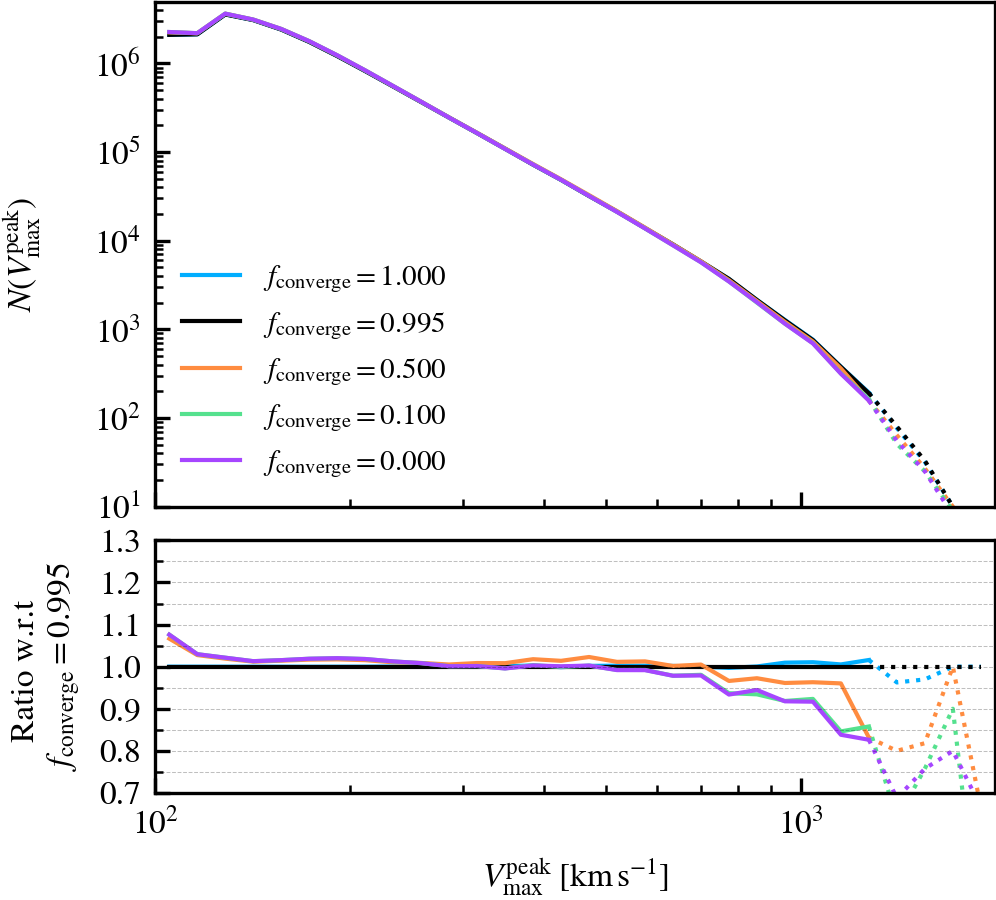 10^6
10^5
10^4
10^3
10^2
10^1
N(V_max^peak)
f_converge = 1.000
f_converge = 0.995
f_converge = 0.500
f_converge = 0.100
f_converge = 0.000
1.3
1.2
1.1
1.0
0.9
0.8
0.7
Ratio w.r.t
f_converge = 0.995
10^2
10^3
V_max^peak [km s^−1]